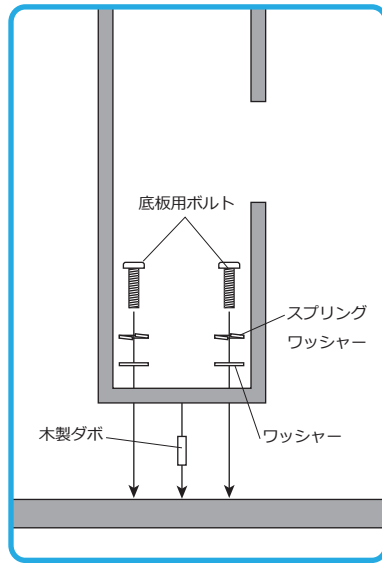 底板用ボルト
スプリング
ワッシャー
木製ダボ
ワッシャー